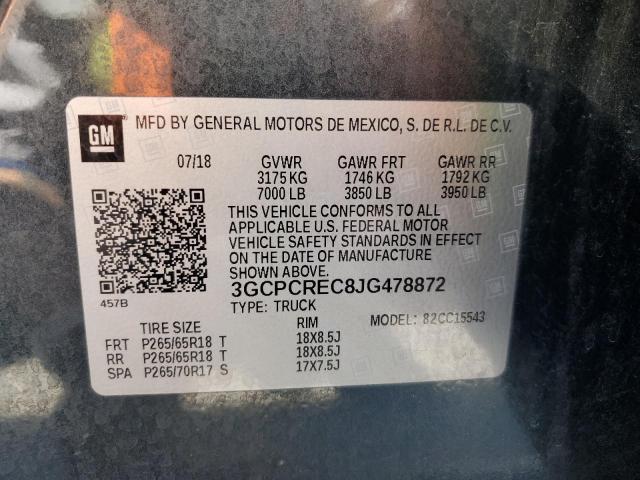 GM MFD BY GENERAL MOTORS DE MEXICO, S. DE R.L. DE C.V.
07/18 GVWR GAWR FRT GAWR RR
3175 KG 1746 KG 1792 KG
7000 LB 3850 LB 3950 LB
THIS VEHICLE CONFORMS TO ALL
APPLICABLE U.S. FEDERAL MOTOR
VEHICLE SAFETY STANDARDS IN EFFECT
ON THE DATE OF MANUFACTURE
SHOWN ABOVE.
457B
3GCPCREC8JG478872
TYPE: TRUCK
MODEL: 82CC15543
TIRE SIZE RIM
FRT P265/65R18 T 18X8.5J
RR P265/65R18 T 18X8.5J
SPA P265/70R17 S 17X7.5J